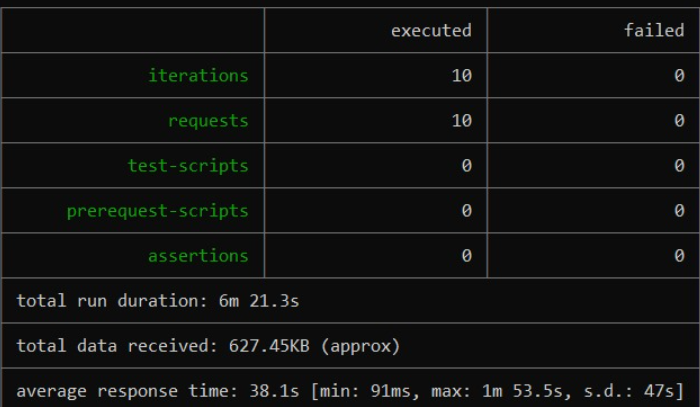 executed failed
iterations 10 0
requests 10 0
test-scripts 0 0
prerequest-scripts 0 0
assertions 0 0
total run duration: 6m 21.3s
total data received: 627.45KB (approx)
average response time: 38.1s [min: 91ms, max: 1m 53.5s, s.d.: 47s]